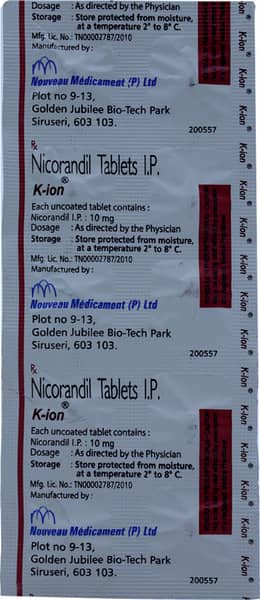 Dosage : As directed by the Physician
Storage : Store protected from moisture,
at a temperature 2° to 8° C.
Mfg. Lic. No.: TN00002787/2010
Manufactured by :
Nouveau Médicament (P) Ltd
Plot no 9-13,
Golden Jubilee Bio-Tech Park
Siruseri, 603 103.
200557
Rx
Nicorandil Tablets I.P.
K-ion®
Each uncoated tablet contains :
Nicorandil I.P. : 10 mg
Dosage : As directed by the Physician
Storage : Store protected from moisture,
at a temperature 2° to 8° C.
Mfg. Lic. No.: TN00002787/2010
Manufactured by :
Nouveau Médicament (P) Ltd
Plot no 9-13,
Golden Jubilee Bio-Tech Park
Siruseri, 603 103.
200557
Rx
Nicorandil Tablets I.P.
K-ion®
Each uncoated tablet contains :
Nicorandil I.P. : 10 mg
Dosage : As directed by the Physician
Storage : Store protected from moisture,
at a temperature 2° to 8° C.
Mfg. Lic. No.: TN00002787/2010
Manufactured by :
Nouveau Médicament (P) Ltd
Plot no 9-13,
Golden Jubilee Bio-Tech Park
Siruseri, 603 103.
200557
K-ion®
K-ion®
K-ion®
K-ion®
K-ion®
K-ion®
K-ion®
K-ion®
K-ion®
K-ion®
K-ion®
K-ion®
K-ion®
K-ion®